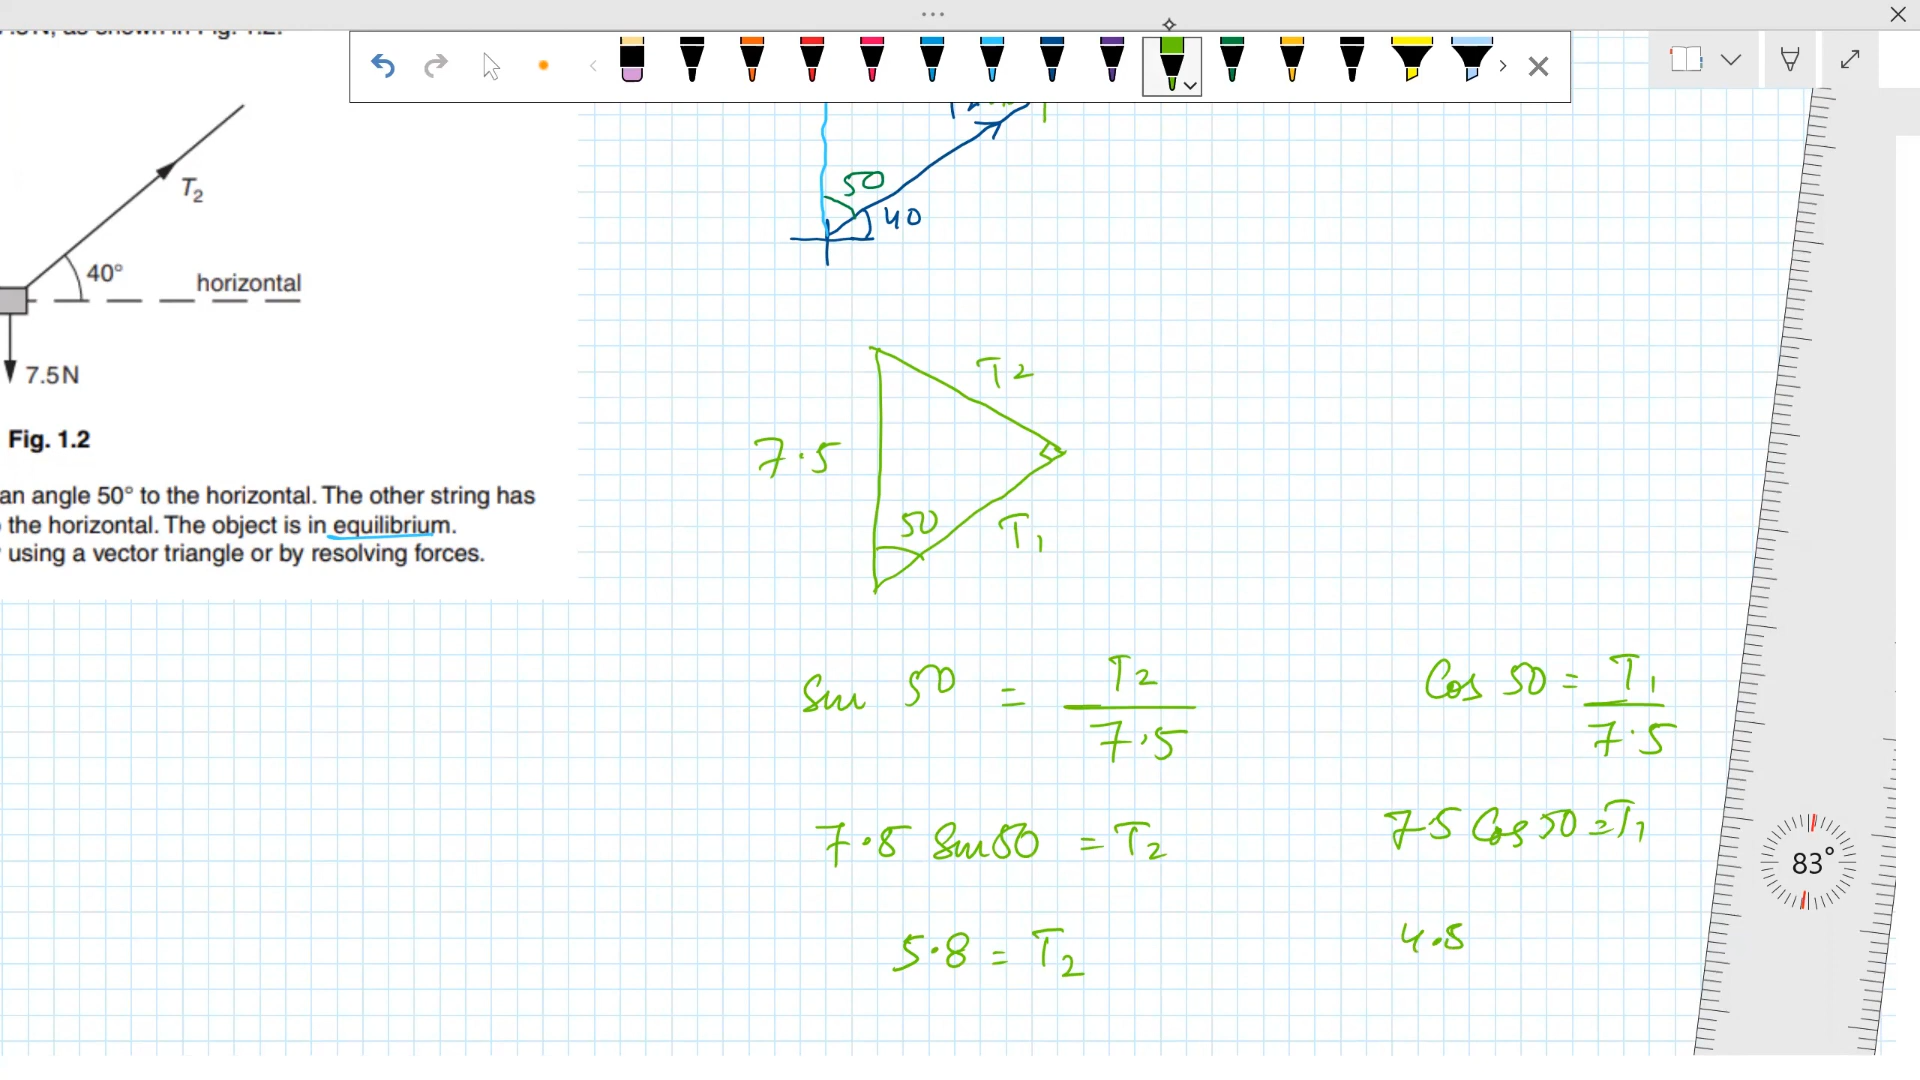 T2
40°
horizontal
7.5N
Fig. 1.2
an angle 50° to the horizontal. The other string has
the horizontal. The object is in equilibrium.
using a vector triangle or by resolving forces.
50
40
T2
7.5
50
T1
Sin 50 = T2 / 7.5
7.5 Sin50 = T2
5.8 = T2
Cos 50 = T1 / 7.5
7.5 Cos 50 = T1
4.8
83°